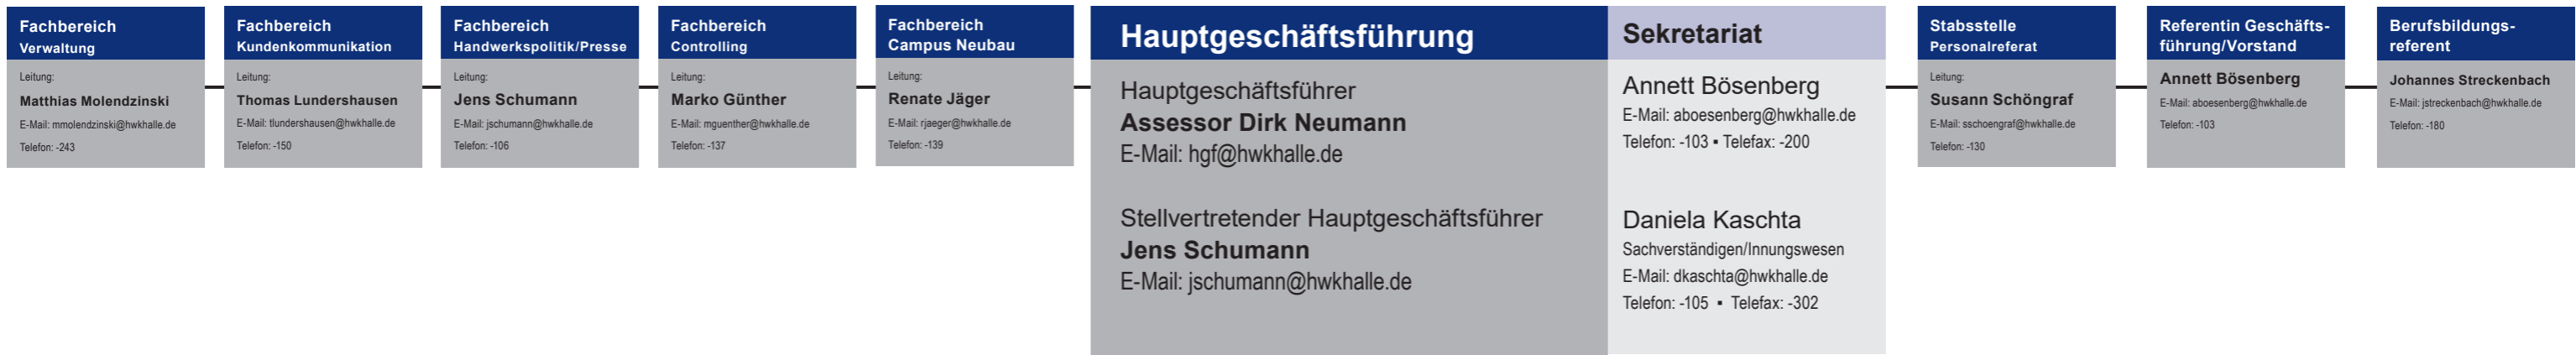 Fachbereich
Verwaltung
Leitung:
Matthias Molendzinski
E-Mail: mmolendzinski@hwkhalle.de
Telefon: -243
Fachbereich
Kundenkommunikation
Leitung:
Thomas Lundershausen
E-Mail: tlundershausen@hwkhalle.de
Telefon: -150
Fachbereich
Handwerkspolitik/Presse
Leitung:
Jens Schumann
E-Mail: jschumann@hwkhalle.de
Telefon: -106
Fachbereich
Controlling
Leitung:
Marko Günther
E-Mail: mguenther@hwkhalle.de
Telefon: -137
Fachbereich
Campus Neubau
Leitung:
Renate Jäger
E-Mail: rjaeger@hwkhalle.de
Telefon: -139
Hauptgeschäftsführung
Hauptgeschäftsführer
Assessor Dirk Neumann
E-Mail: hgf@hwkhalle.de
Stellvertretender Hauptgeschäftsführer
Jens Schumann
E-Mail: jschumann@hwkhalle.de
Sekretariat
Annett Bösenberg
E-Mail: aboesenberg@hwkhalle.de
Telefon: -103 ▪ Telefax: -200
Daniela Kaschta
Sachverständigen/Innungswesen
E-Mail: dkaschta@hwkhalle.de
Telefon: -105 ▪ Telefax: -302
Stabsstelle
Personalreferat
Leitung:
Susann Schöngraf
E-Mail: sschoengraf@hwkhalle.de
Telefon: -130
Referentin Geschäfts-
führung/Vorstand
Annett Bösenberg
E-Mail: aboesenberg@hwkhalle.de
Telefon: -103
Berufsbildungs-
referent
Johannes Streckenbach
E-Mail: jstreckenbach@hwkhalle.de
Telefon: -180